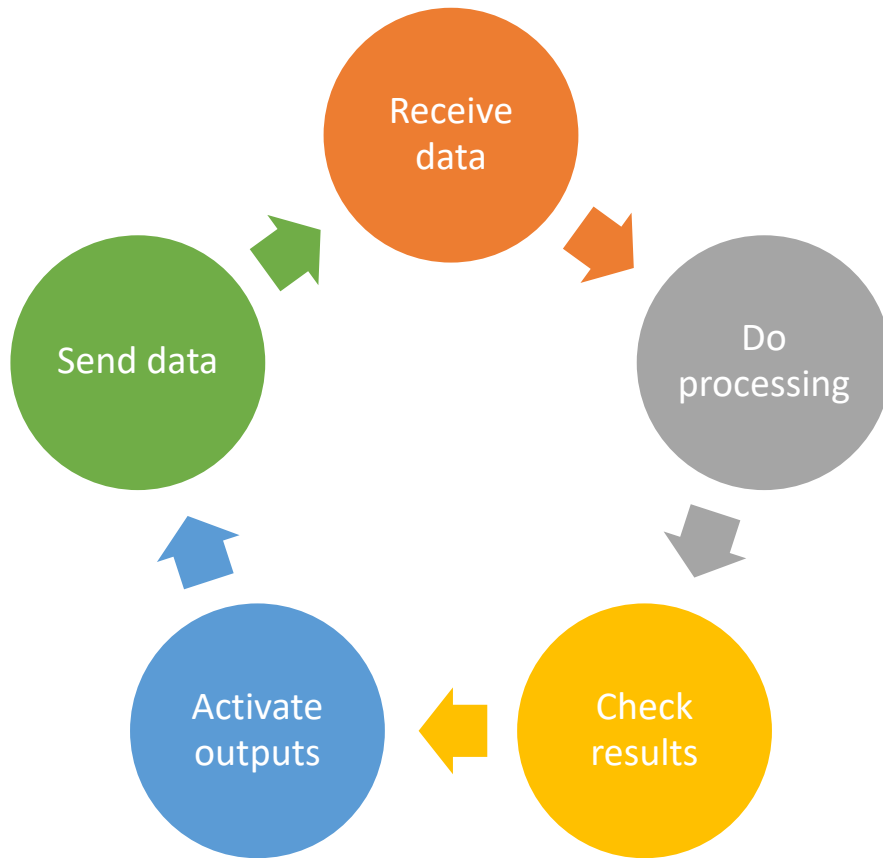 Receive
data
Do
processing
Check
results
Activate
outputs
Send data